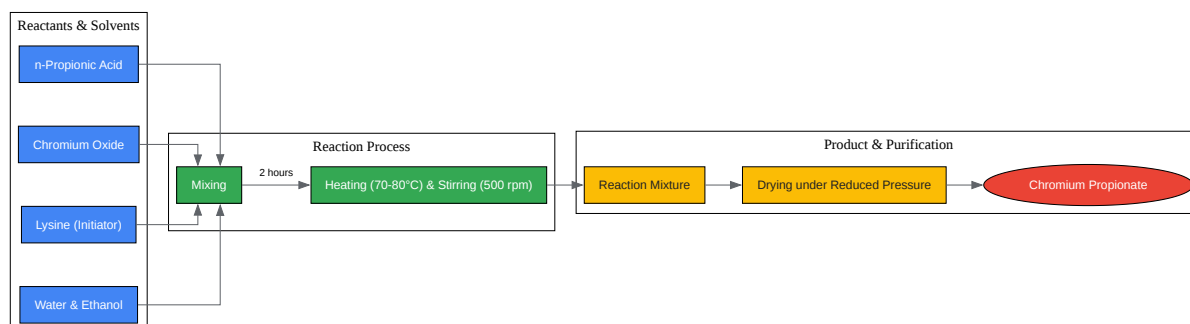 Reactants & Solvents
n-Propionic Acid
Chromium Oxide
Lysine (Initiator)
Water & Ethanol
Reaction Process
Mixing
2 hours
Heating (70-80°C) & Stirring (500 rpm)
Product & Purification
Reaction Mixture
Drying under Reduced Pressure
Chromium Propionate